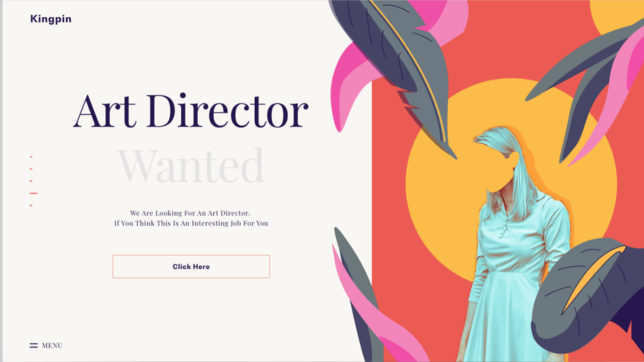 Kingpin
Art Director
Wanted
We Are Looking For An Art Director.
If You Think This Is An Interesting Job For You
Click Here
MENU